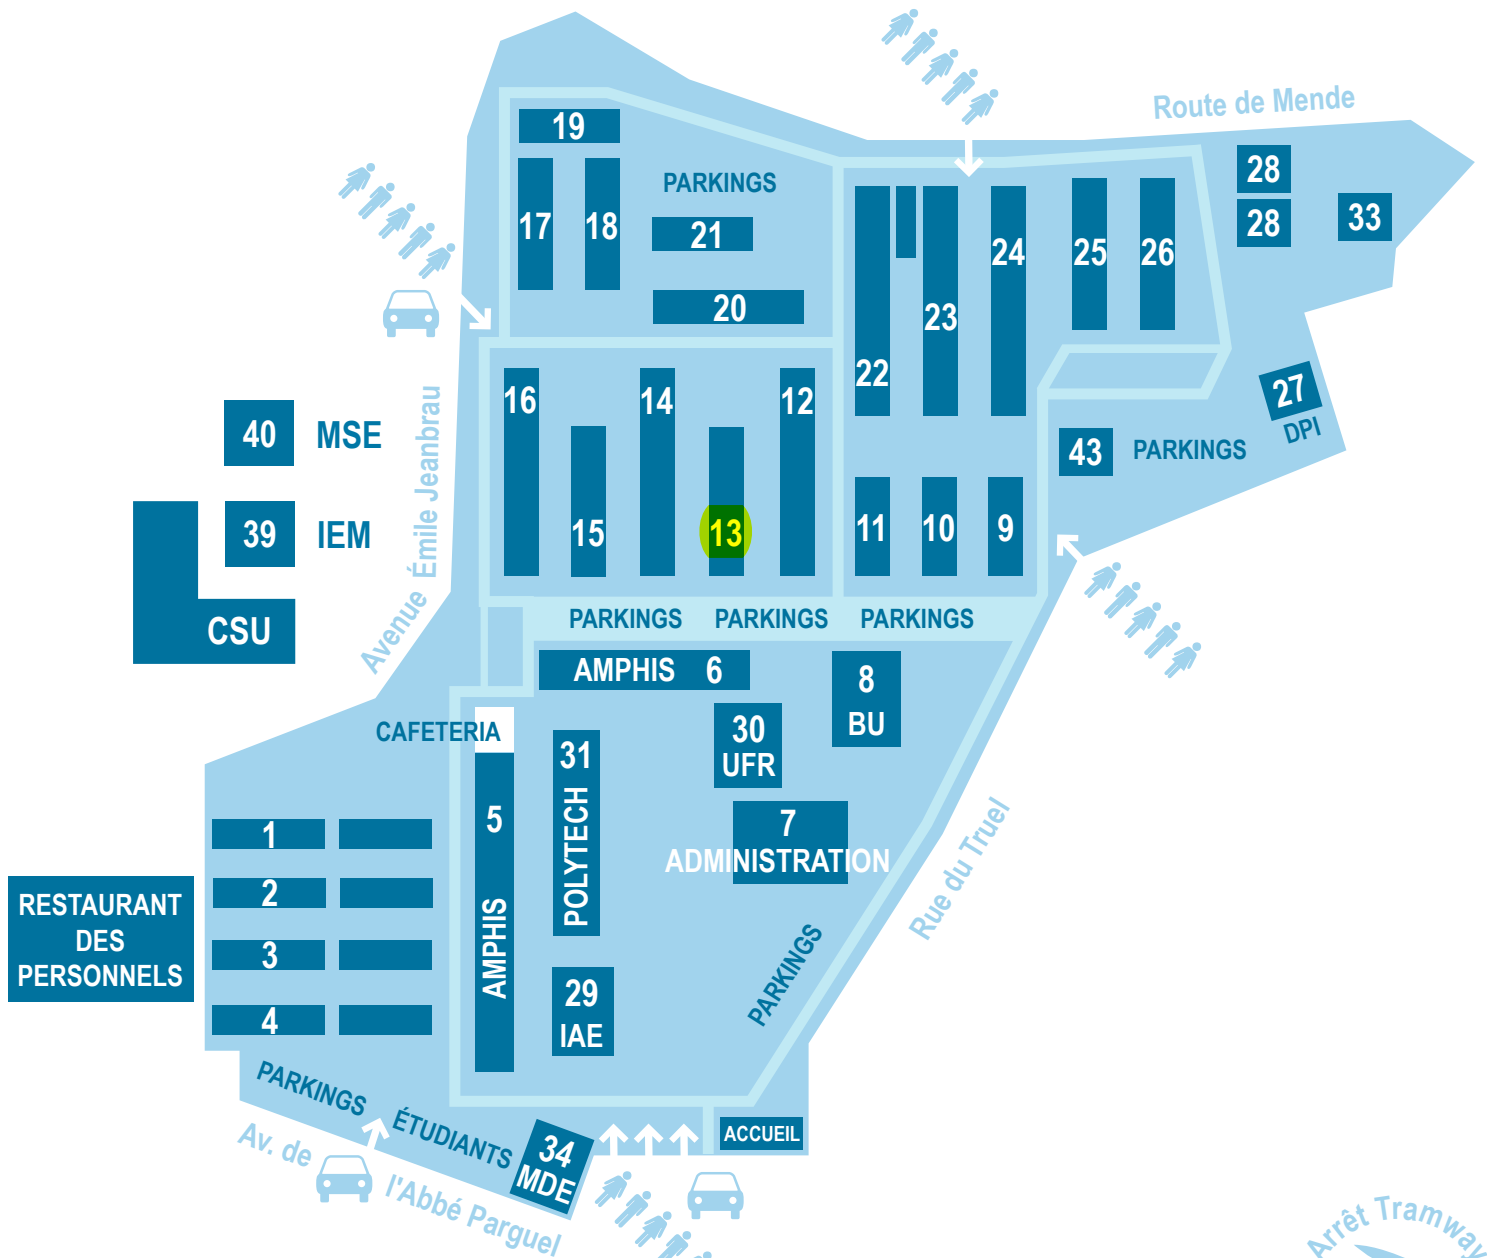 Route de Mende
19
PARKINGS
17
18
21
20
28
28
33
24
25
26
23
22
16
14
12
27
DPI
40
MSE
Avenue Émile Jeanbrau
43
PARKINGS
39
IEM
15
13
11
10
9
CSU
PARKINGS
PARKINGS
PARKINGS
AMPHIS 6
8
BU
CAFETERIA
30
UFR
31
POLYTECH
5
AMPHIS
7
ADMINISTRATION
Rue du Truel
1
2
3
4
RESTAURANT
DES
PERSONNELS
29
IAE
PARKINGS
PARKINGS
ÉTUDIANTS
34
MDE
ACCUEIL
Av. de l'Abbé Parguel
Arrêt Tramway